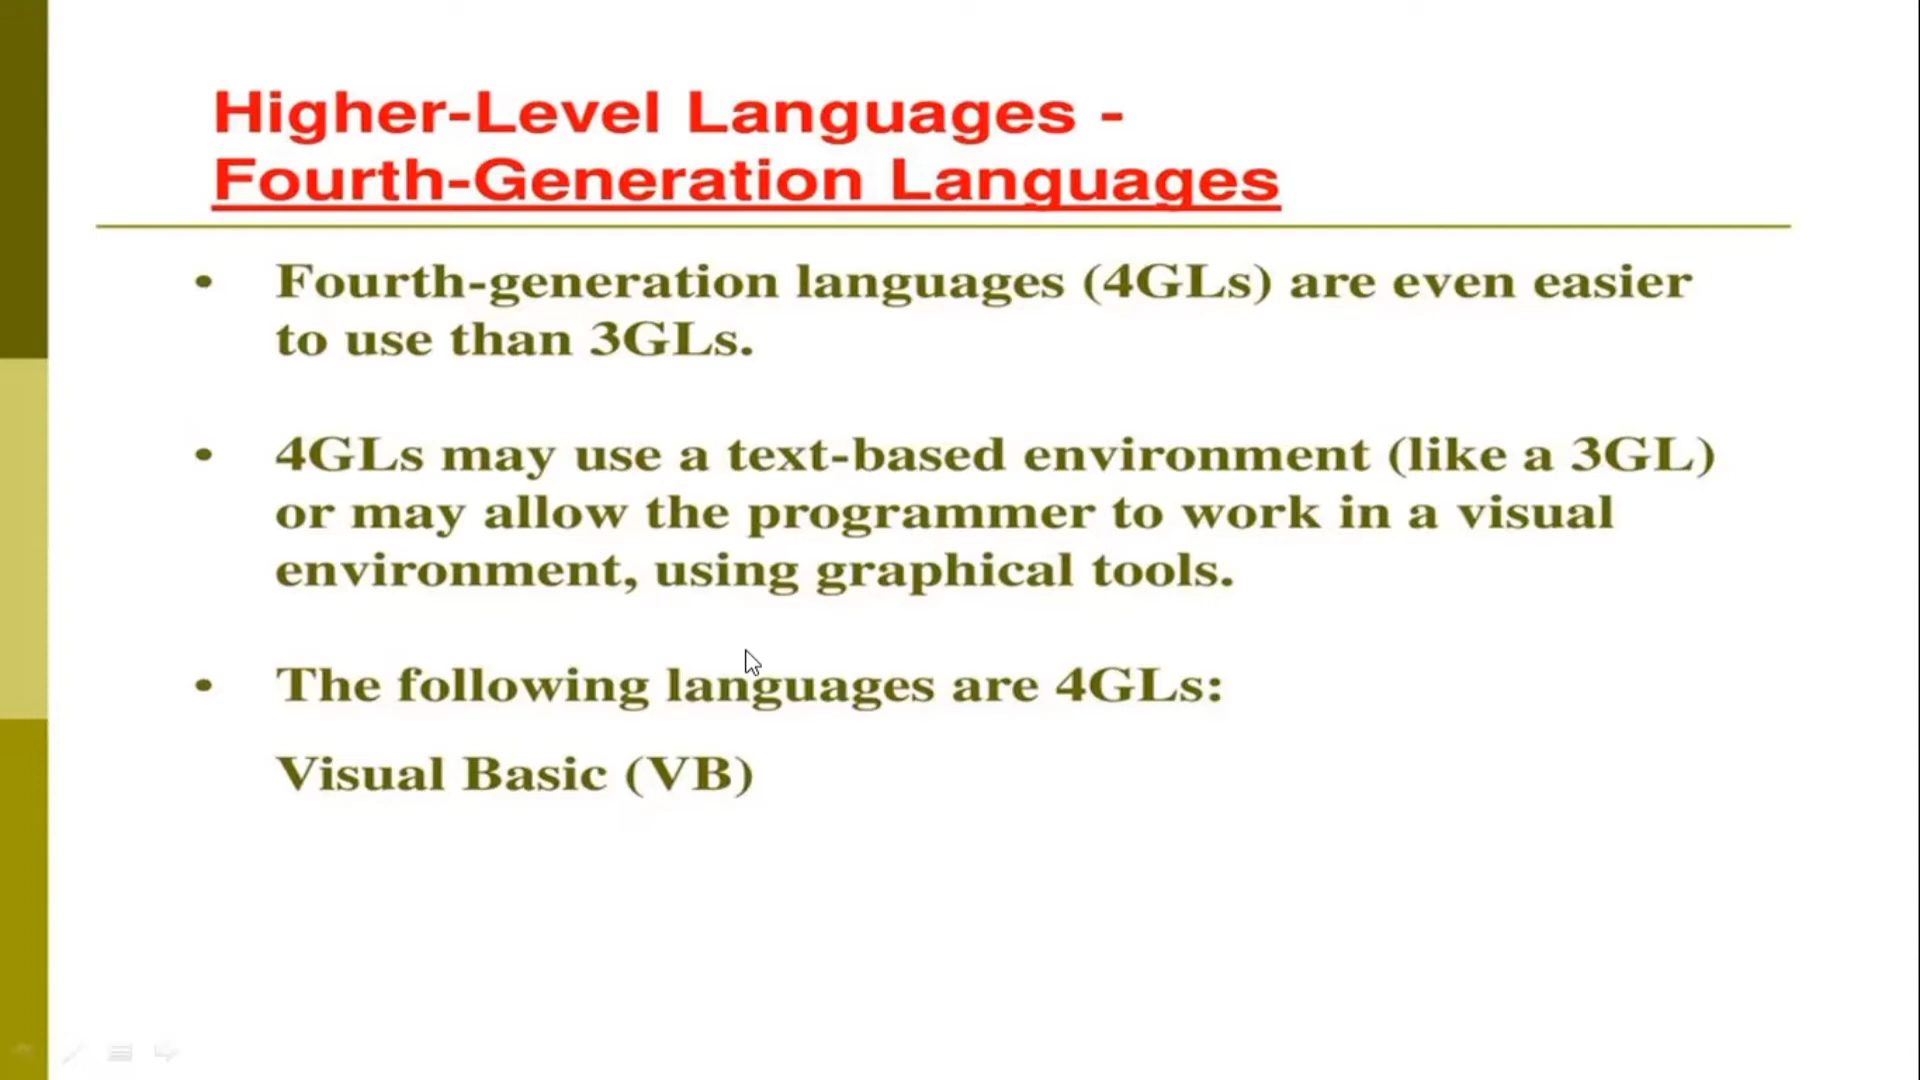 Higher-Level Languages -
Fourth-Generation Languages
• Fourth-generation languages (4GLs) are even easier
to use than 3GLs.
• 4GLs may use a text-based environment (like a 3GL)
or may allow the programmer to work in a visual
environment, using graphical tools.
• The following languages are 4GLs:
Visual Basic (VB)